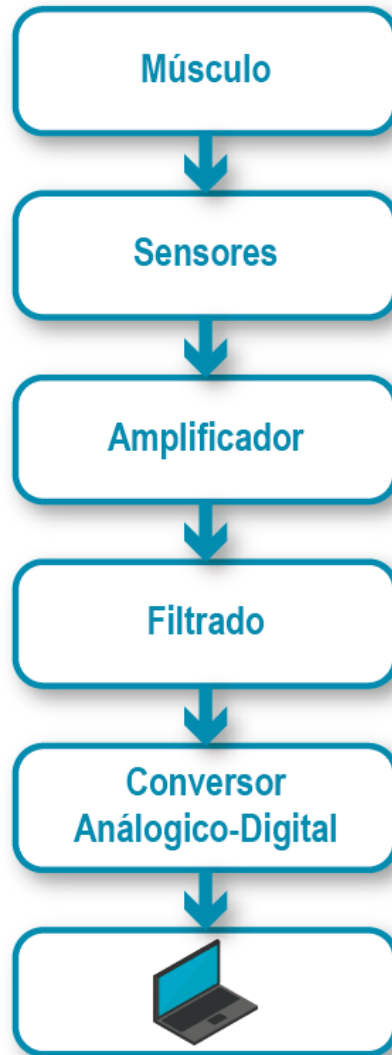 Músculo
Sensores
Amplificador
Filtrado
Conversor
Análogico-Digital